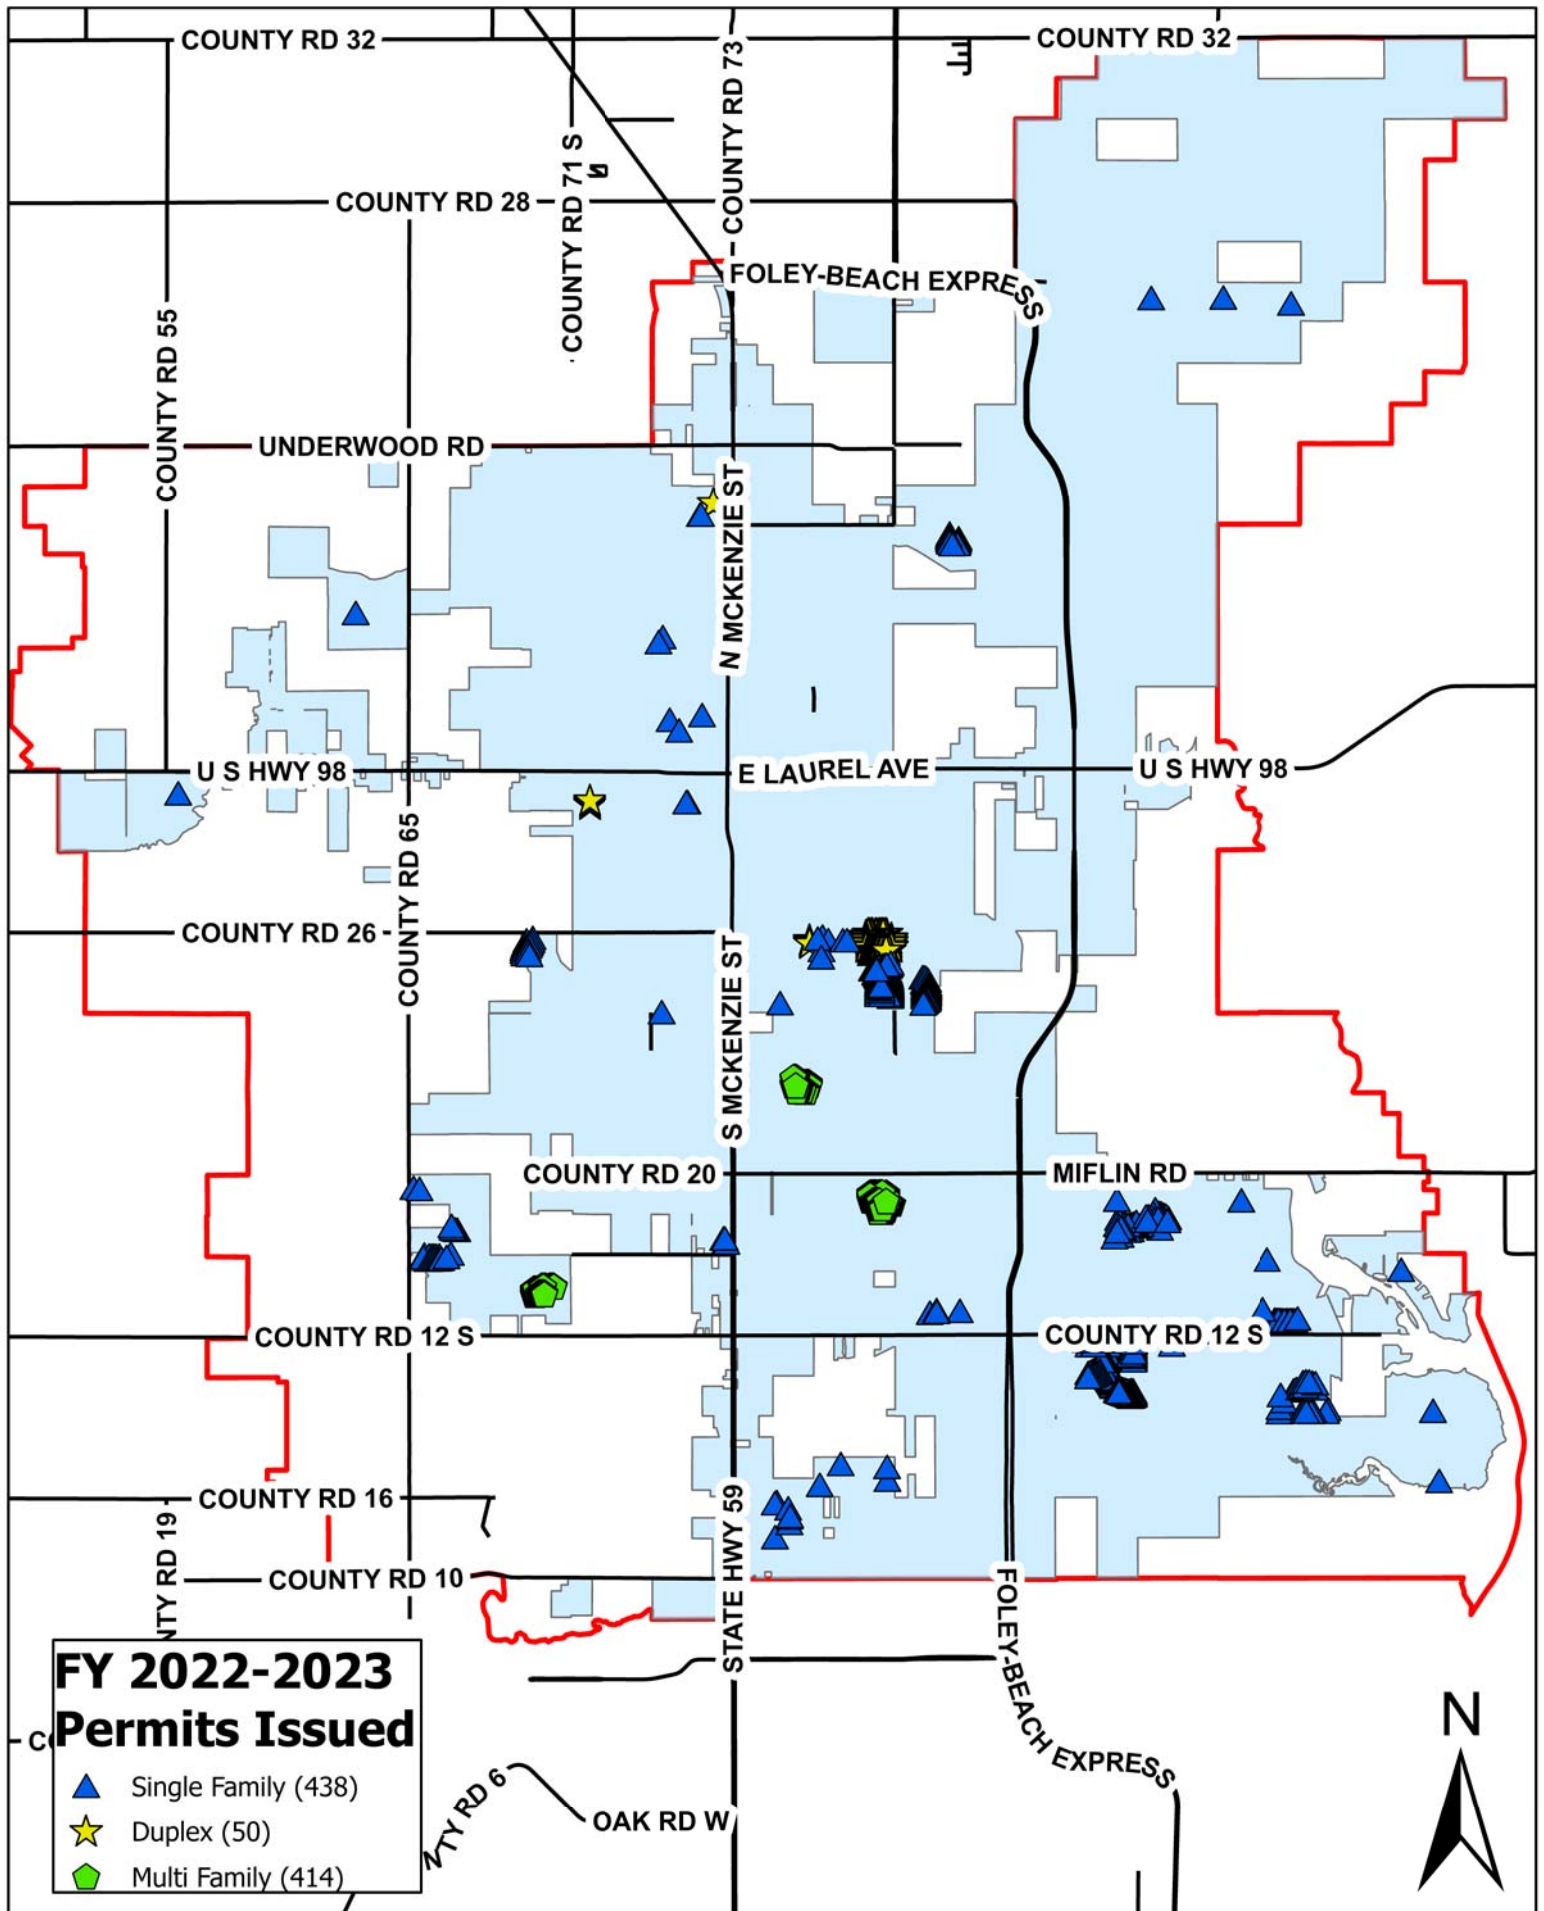 COUNTY RD 32
COUNTY RD 32
COUNTY RD 73
COUNTY RD 71 S
COUNTY RD 28
FOLEY-BEACH EXPRESS
COUNTY RD 55
UNDERWOOD RD
N MCKENZIE ST
U S HWY 98
E LAUREL AVE
U S HWY 98
COUNTY RD 65
COUNTY RD 26
S MCKENZIE ST
COUNTY RD 20
MIFLIN RD
COUNTY RD 12 S
COUNTY RD 12 S
COUNTY RD 16
NTY RD 19
STATE HWY 59
COUNTY RD 10
FOLEY-BEACH EXPRESS
FY 2022-2023
Permits Issued
Single Family (438)
Duplex (50)
Multi Family (414)
C
NTY RD 6
OAK RD W
N